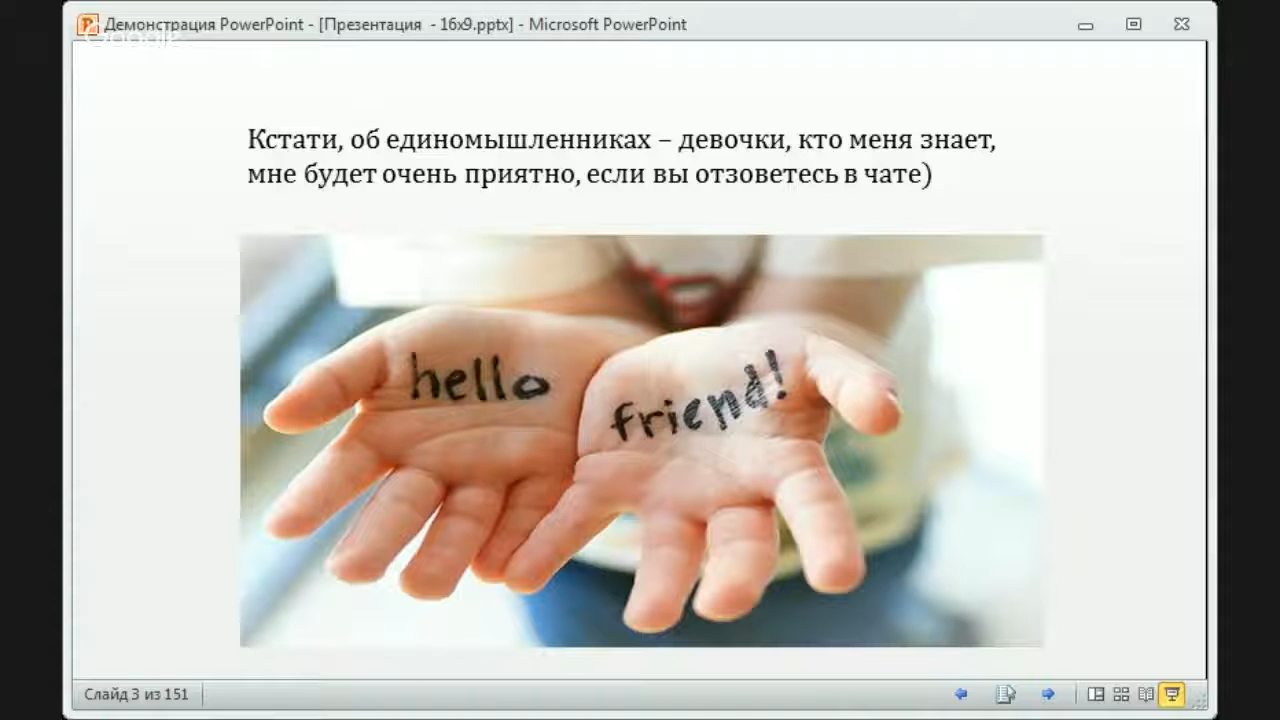 Демонстрация PowerPoint - [Презентация - 16x9.pptx] - Microsoft PowerPoint
Google
Кстати, об единомышленниках – девочки, кто меня знает,
мне будет очень приятно, если вы отзоветесь в чате)
hello
friend!
Слайд 3 из 151